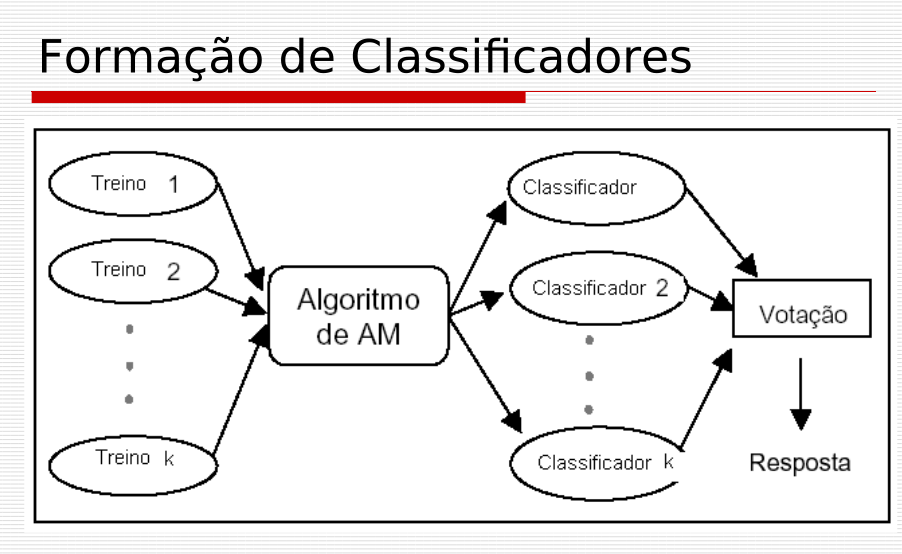 Formação de Classificadores
Treino 1
Treino 2
Treino k
Algoritmo
de AM
Classificador
Classificador 2
Classificador k
Votação
Resposta